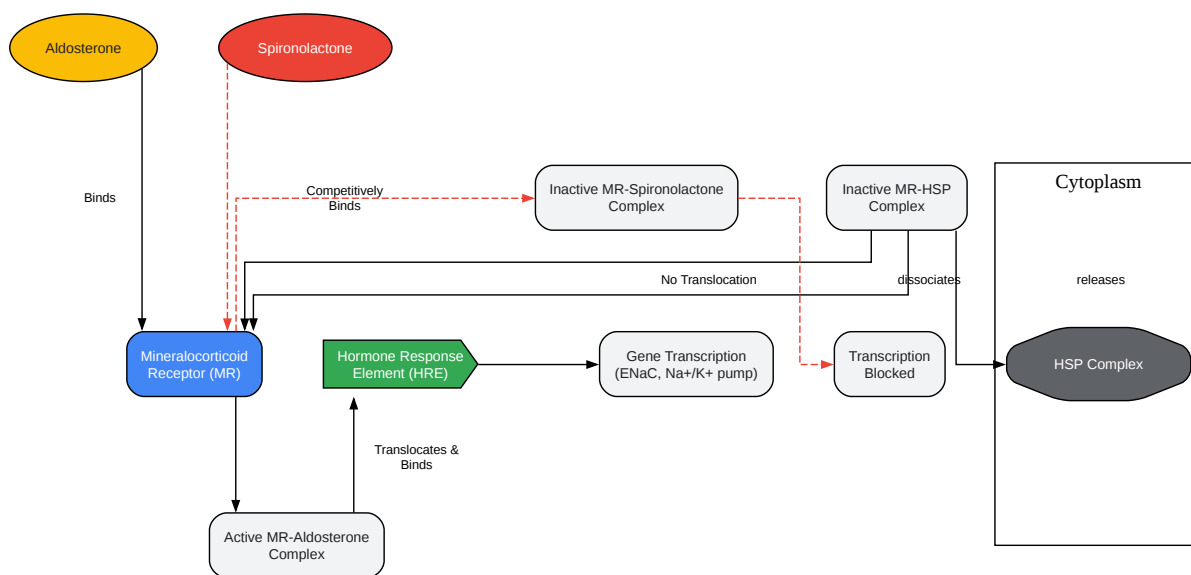 Aldosterone
Spironolactone
Cytoplasm
Binds
Competitively
Binds
Inactive MR-Spironolactone
Complex
Inactive MR-HSP
Complex
No Translocation
dissociates
releases
Mineralocorticoid
Receptor (MR)
Hormone Response
Element (HRE)
Gene Transcription
(ENaC, Na+/K+ pump)
Transcription
Blocked
HSP Complex
Translocates &
Binds
Active MR-Aldosterone
Complex